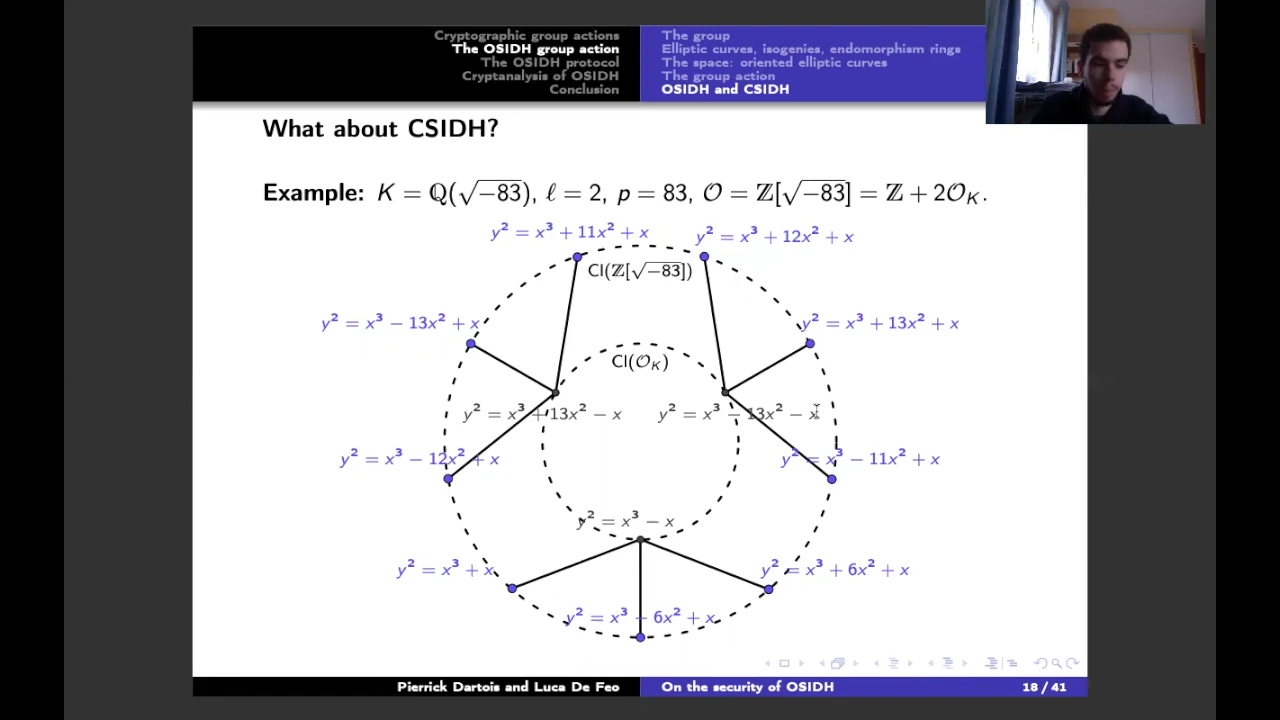 Cryptographic group actions
The OSIDH group action
The OSIDH protocol
Cryptanalysis of OSIDH
Conclusion
The group
Elliptic curves, isogenies, endomorphism rings
The space: oriented elliptic curves
The group action
OSIDH and CSIDH
What about CSIDH?
Example: K = ℚ(√−83), ℓ = 2, p = 83, 𝒪 = ℤ[√−83] = ℤ + 2𝒪_K.
y² = x³ + 11x² + x
y² = x³ + 12x² + x
Cl(ℤ[√−83])
y² = x³ − 13x² + x
y² = x³ + 13x² + x
Cl(𝒪_K)
y² = x³ + 13x² − x
y² = x³ − 13x² − x
y² = x³ − 12x² + x
y² = x³ − 11x² + x
y² = x³ − x
y² = x³ + x
y² = x³ + 6x² + x
y² = x³ − 6x² + x
Pierrick Dartois and Luca De Feo
On the security of OSIDH
18 / 41